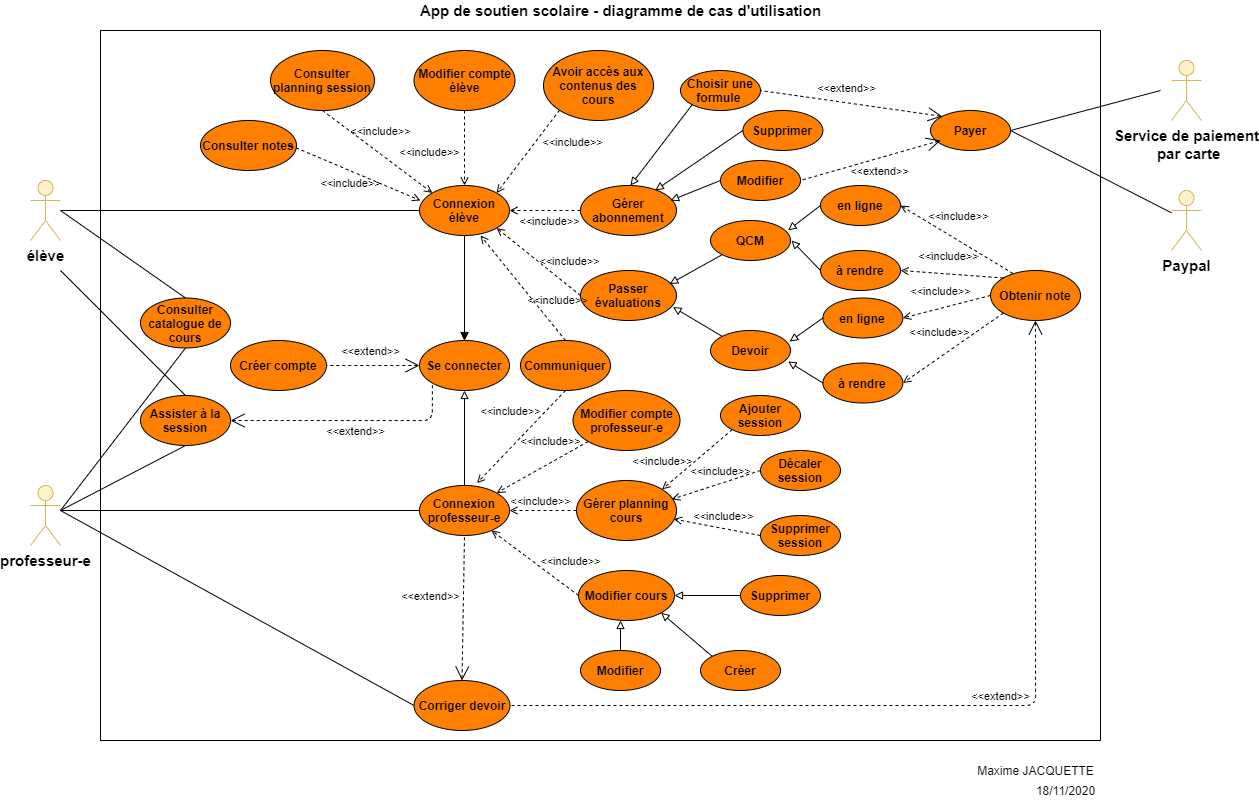 App de soutien scolaire - diagramme de cas d'utilisation
Consulter
planning session
Modifier compte
élève
Avoir accès aux
contenus des
cours
Choisir une
formule
<<extend>>
Payer
Service de paiement
par carte
Consulter notes
<<include>>
<<include>>
<<include>>
<<include>>
Supprimer
Modifier
<<extend>>
élève
Connexion
élève
<<include>>
Gérer
abonnement
en ligne
<<include>>
Paypal
QCM
<<include>>
à rendre
<<include>>
Passer
évaluations
<<include>>
<<include>>
Obtenir note
en ligne
<<include>>
Consulter
catalogue de
cours
Devoir
à rendre
Créer compte
<<extend>>
Se connecter
Communiquer
Assister à la
session
<<extend>>
<<include>>
Modifier compte
professeur-e
<<include>>
Ajouter
session
<<include>>
Décaler
session
<<include>>
professeur-e
Connexion
professeur-e
<<include>>
Gérer planning
cours
<<include>>
Supprimer
session
<<include>>
<<extend>>
Modifier cours
Supprimer
Modifier
Créer
Corriger devoir
<<extend>>
Maxime JACQUETTE
18/11/2020